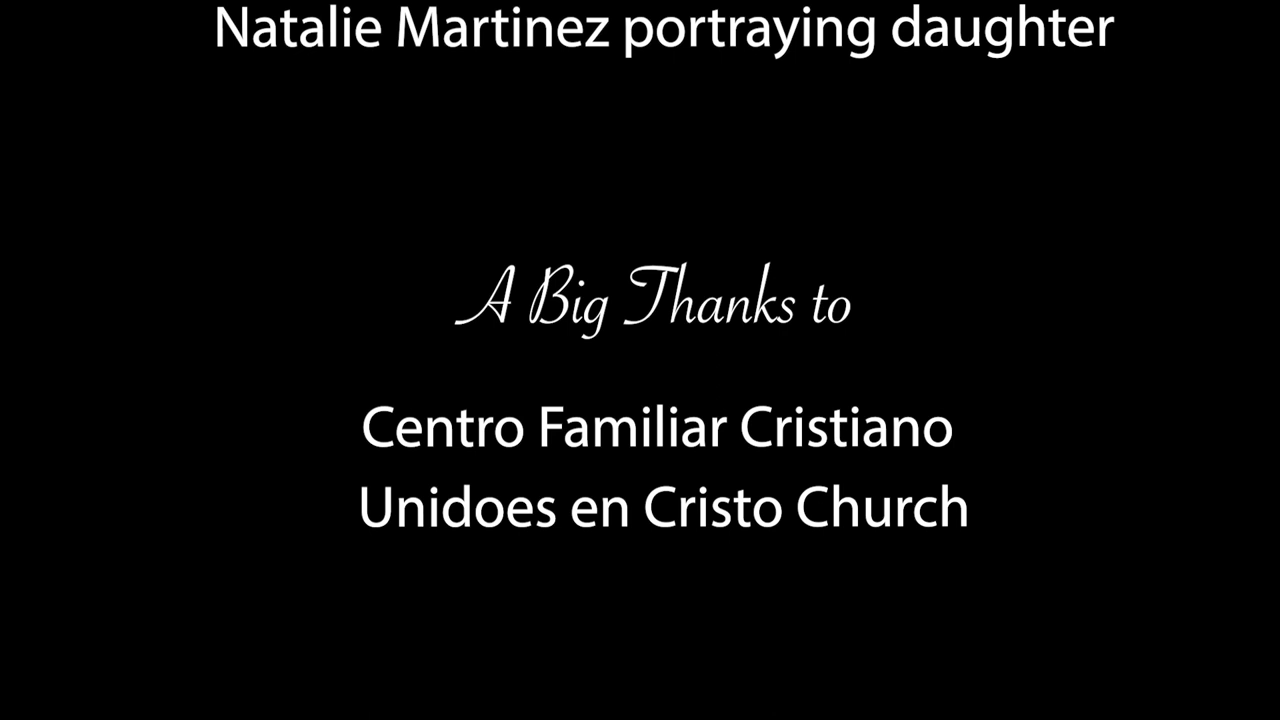 Natalie Martinez portraying daughter
A Big Thanks to
Centro Familiar Cristiano
Unidoes en Cristo Church